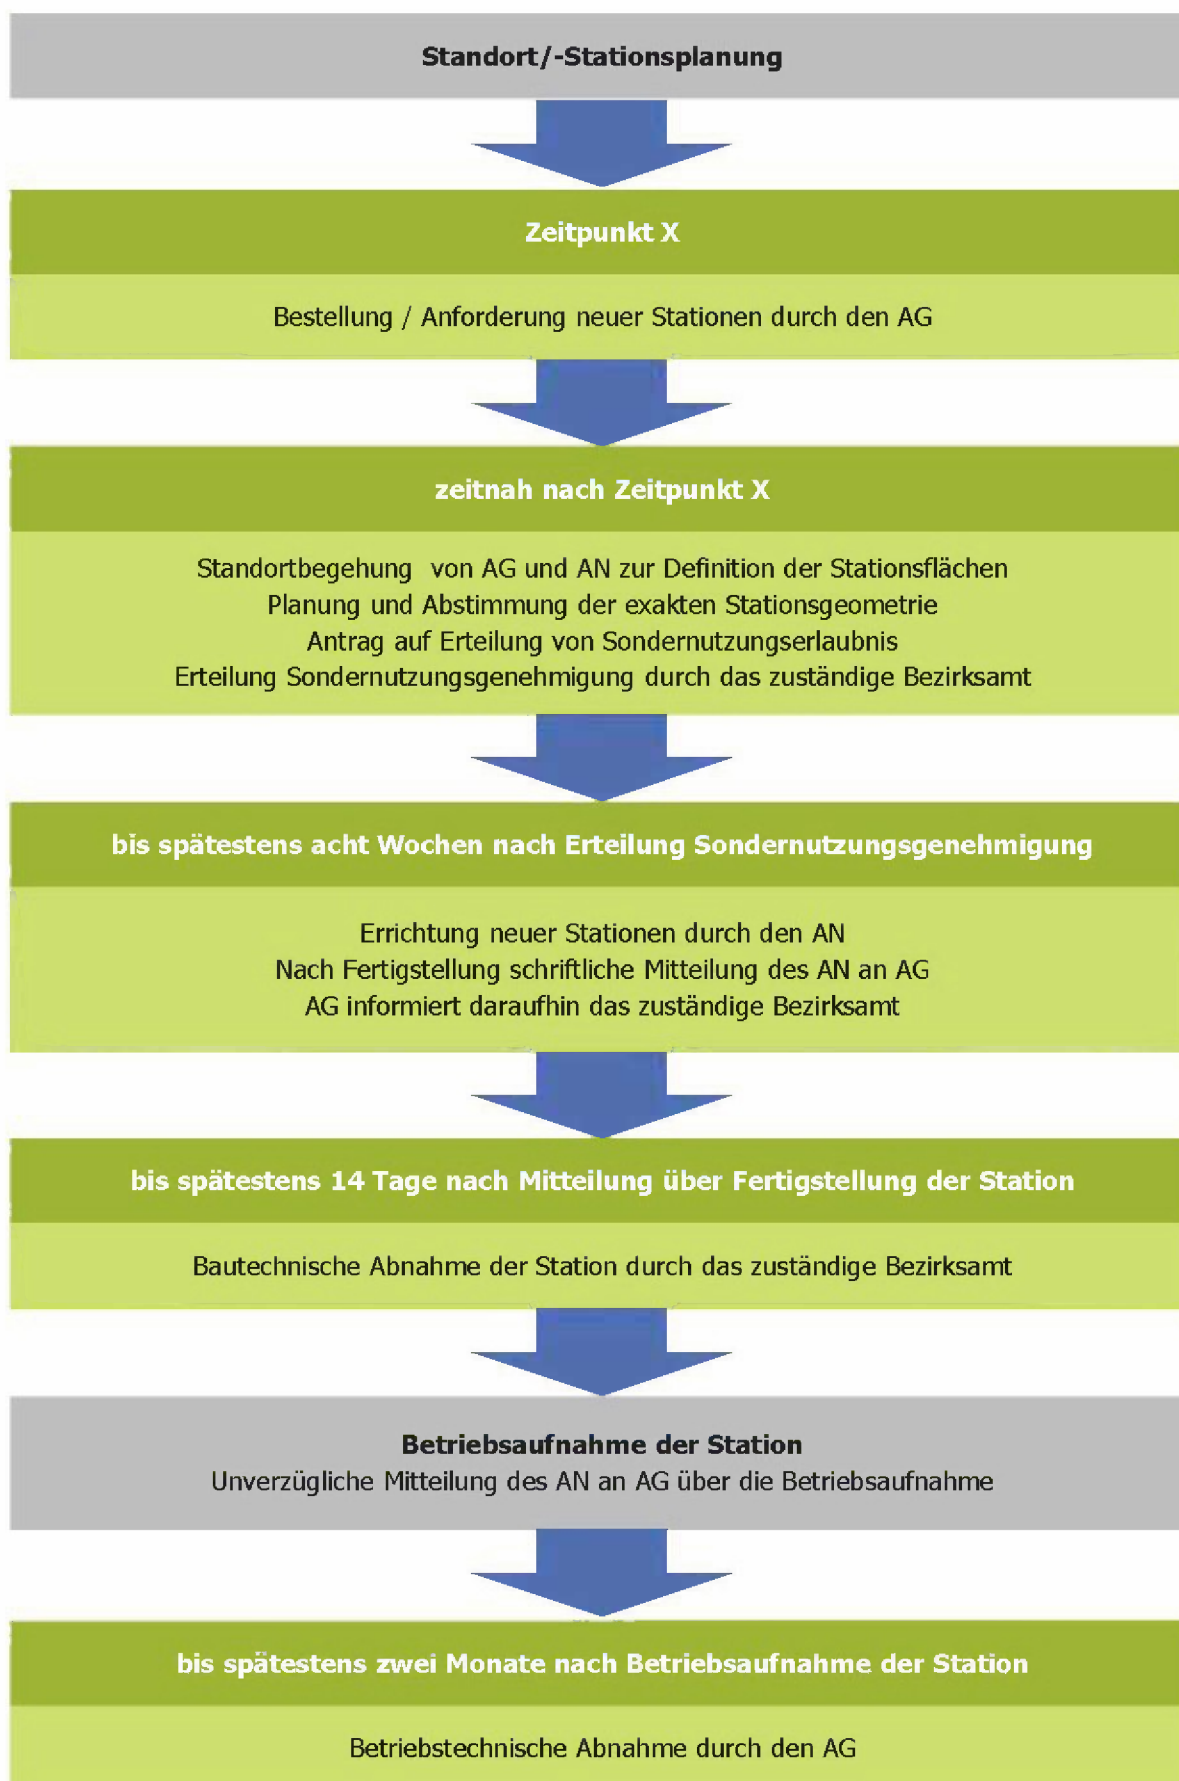 Standort/-Stationsplanung
Zeitpunkt X
Bestellung / Anforderung neuer Stationen durch den AG
zeitnah nach Zeitpunkt X
Standortbegehung von AG und AN zur Definition der Stationsflächen
Planung und Abstimmung der exakten Stationsgeometrie
Antrag auf Erteilung von Sondernutzungserlaubnis
Erteilung Sondernutzungsgenehmigung durch das zuständige Bezirksamt
bis spätestens acht Wochen nach Erteilung Sondernutzungsgenehmigung
Errichtung neuer Stationen durch den AN
Nach Fertigstellung schriftliche Mitteilung des AN an AG
AG informiert daraufhin das zuständige Bezirksamt
bis spätestens 14 Tage nach Mitteilung über Fertigstellung der Station
Bautechnische Abnahme der Station durch das zuständige Bezirksamt
Betriebsaufnahme der Station
Unverzügliche Mitteilung des AN an AG über die Betriebsaufnahme
bis spätestens zwei Monate nach Betriebsaufnahme der Station
Betriebstechnische Abnahme durch den AG